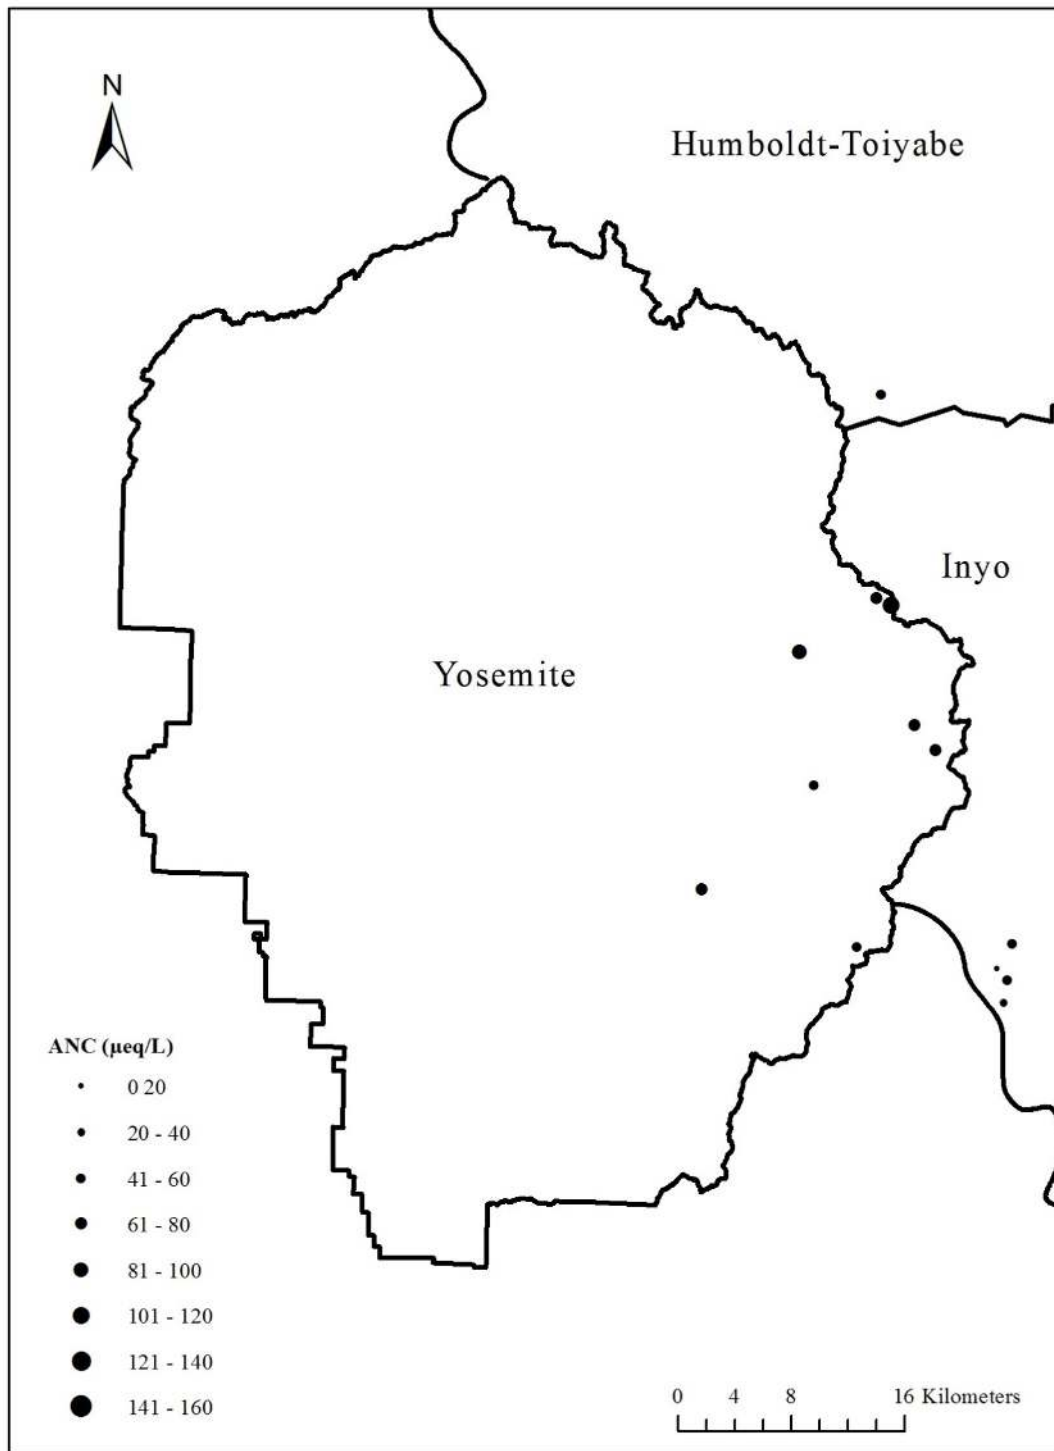 N
Humboldt-Toiyabe
Inyo
Yosemite
ANC (µeq/L)
0 20
20 - 40
41 - 60
61 - 80
81 - 100
101 - 120
121 - 140
141 - 160
0 4 8 16 Kilometers